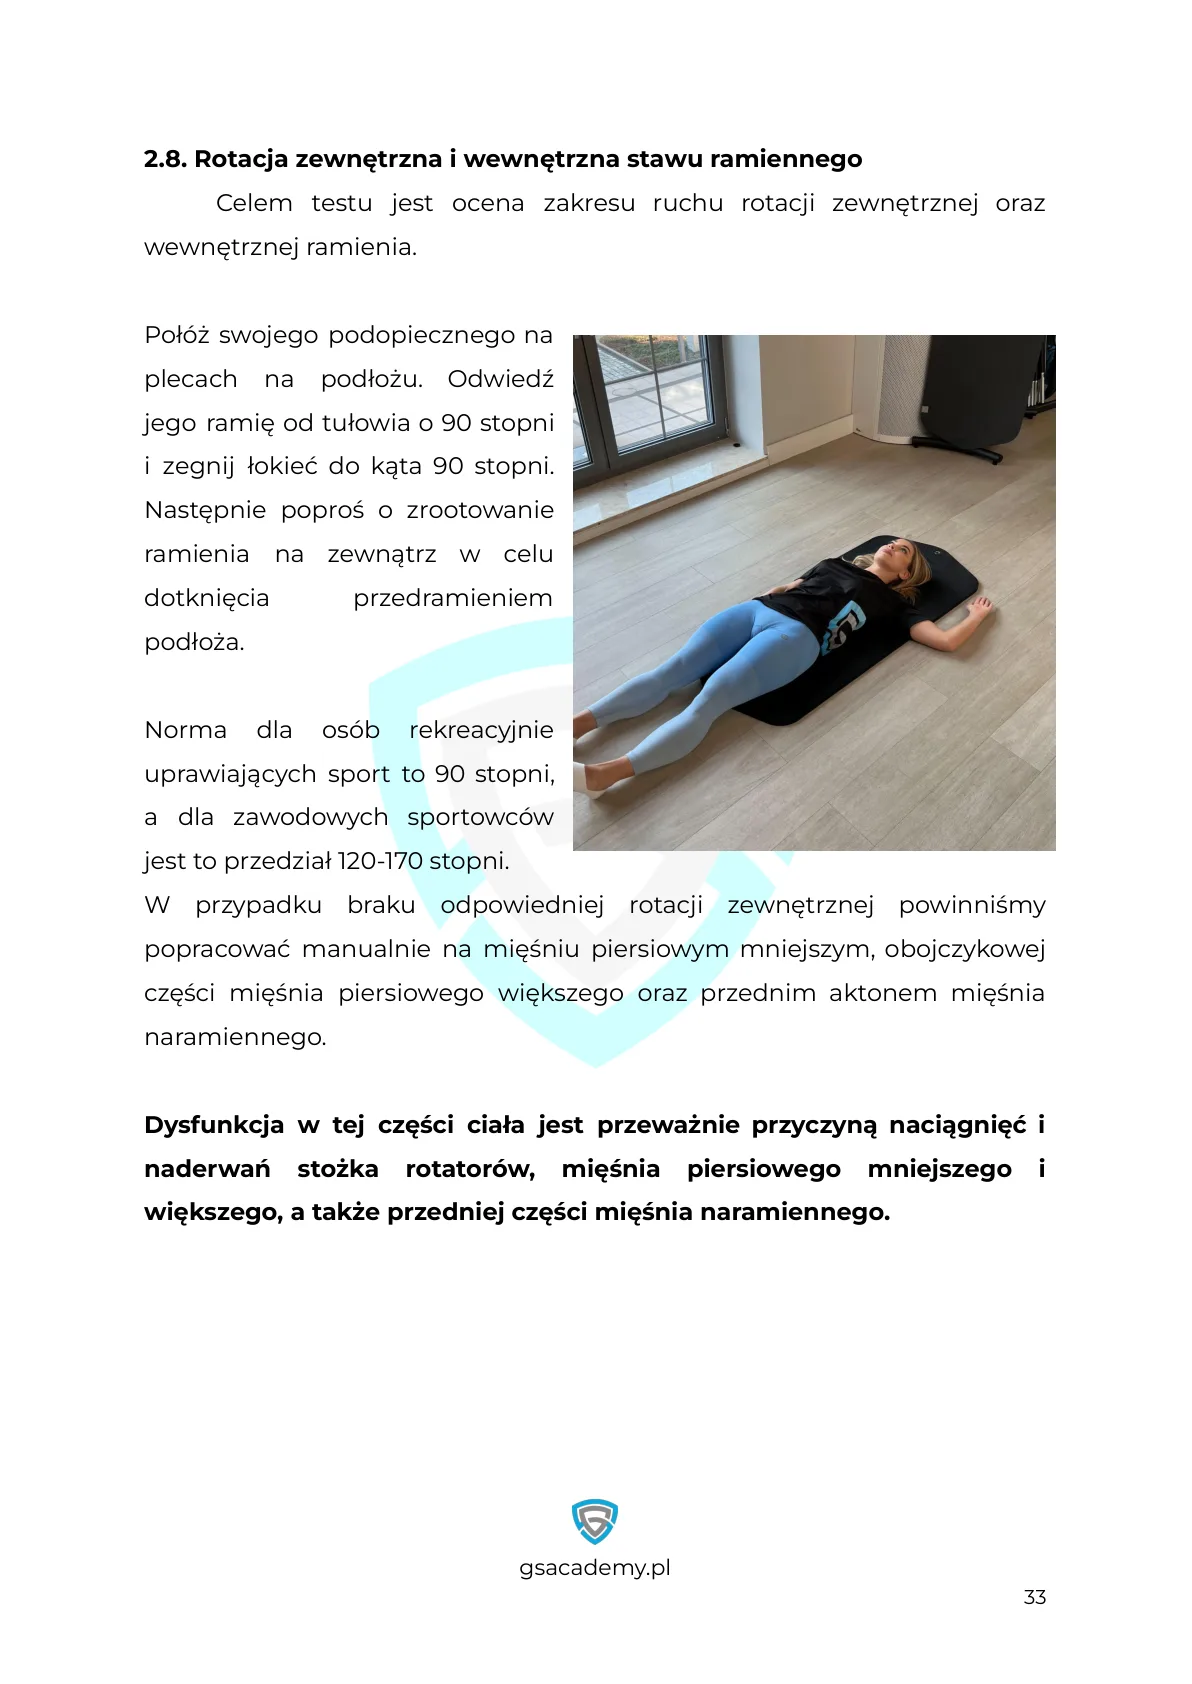 2.8. Rotacja zewnętrzna i wewnętrzna stawu ramiennego
Celem testu jest ocena zakresu ruchu rotacji zewnętrznej oraz
wewnętrznej ramienia.
Połóż swojego podopiecznego na
plecach na podłożu. Odwiedź
jego ramię od tułowia o 90 stopni
i zegnij łokieć do kąta 90 stopni.
Następnie poproś o zrootowanie
ramienia na zewnątrz w celu
dotknięcia przedramieniem
podłoża.
Norma dla osób rekreacyjnie
uprawiających sport to 90 stopni,
a dla zawodowych sportowców
jest to przedział 120-170 stopni.
W przypadku braku odpowiedniej rotacji zewnętrznej powinniśmy
popracować manualnie na mięśniu piersiowym mniejszym, obojczykowej
części mięśnia piersiowego większego oraz przednim aktonem mięśnia
naramiennego.
Dysfunkcja w tej części ciała jest przeważnie przyczyną naciągnięć i
naderwań stożka rotatorów, mięśnia piersiowego mniejszego i
większego, a także przedniej części mięśnia naramiennego.
gsacademy.pl
33